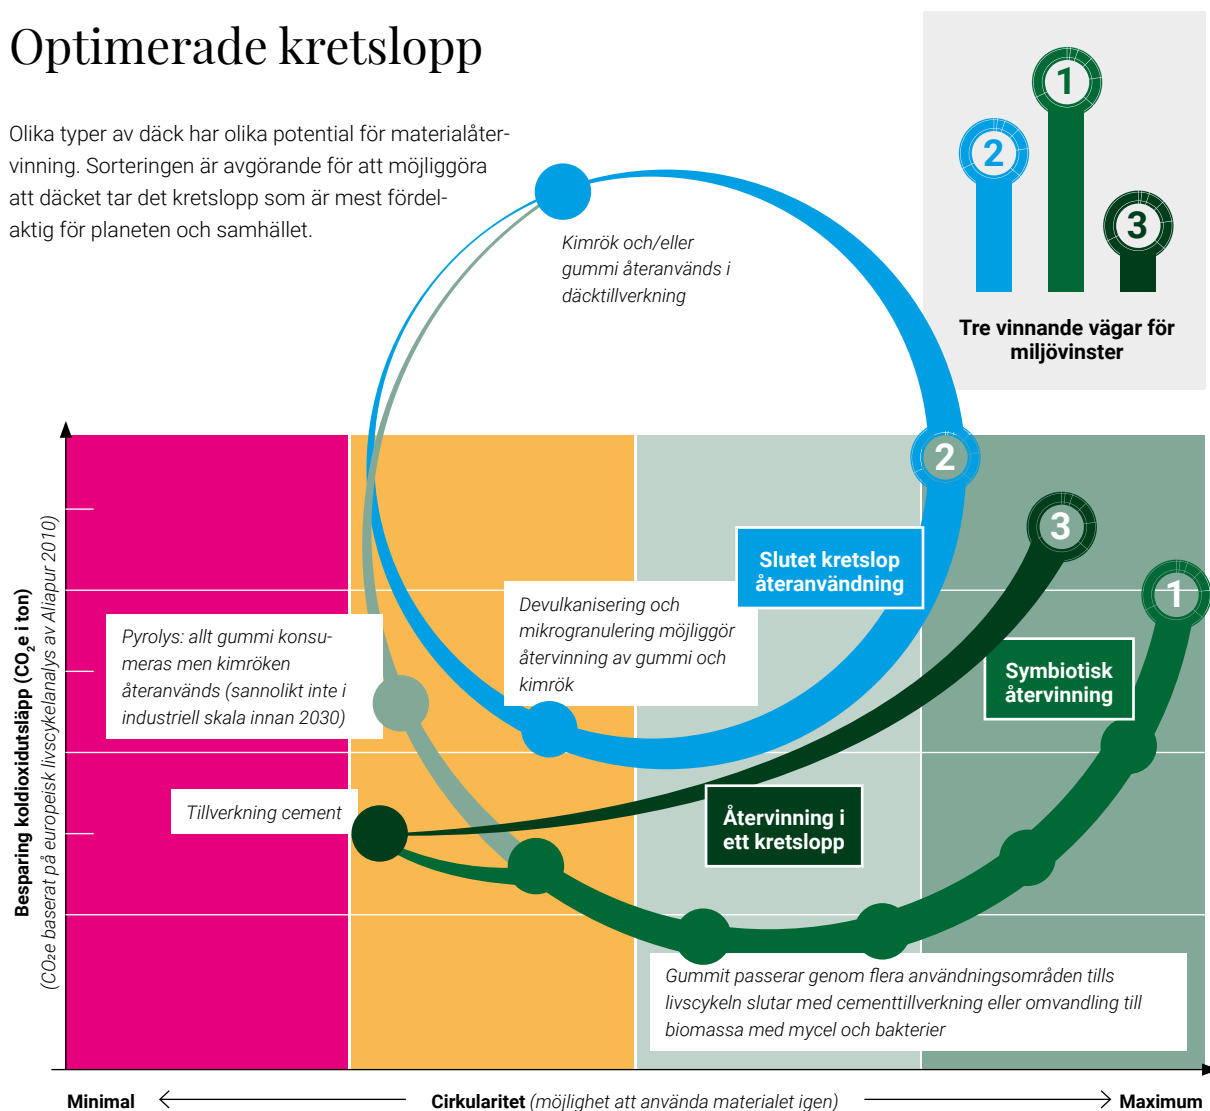 Optimerade kretslopp
Olika typer av däck har olika potential för materialåter-
vinning. Sorteringen är avgörande för att möjliggöra
att däcket tar det kretslopp som är mest fördel-
aktig för planeten och samhället.
1
2
3
Tre vinnande vägar för
miljövinster
Kimrök och/eller
gummi återanvänds i
däcktillverkning
2
3
1
Slutet kretslop
återanvändning
Devulkanisering och
mikrogranulering möjliggör
återvinning av gummi och
kimrök
Pyrolys: allt gummi konsu-
meras men kimröken
återanvänds (sannolikt inte i
industriell skala innan 2030)
Symbiotisk
återvinning
Tillverkning cement
Återvinning i
ett kretslopp
Gummit passerar genom flera användningsområden tills
livscykeln slutar med cementtillverkning eller omvandling till
biomassa med mycel och bakterier
Besparing koldioxidutsläpp (CO₂e i ton)
(CO₂e baserat på europeisk livscykelanalys av Aliapur 2010)
Minimal
Cirkularitet (möjlighet att använda materialet igen)
Maximum